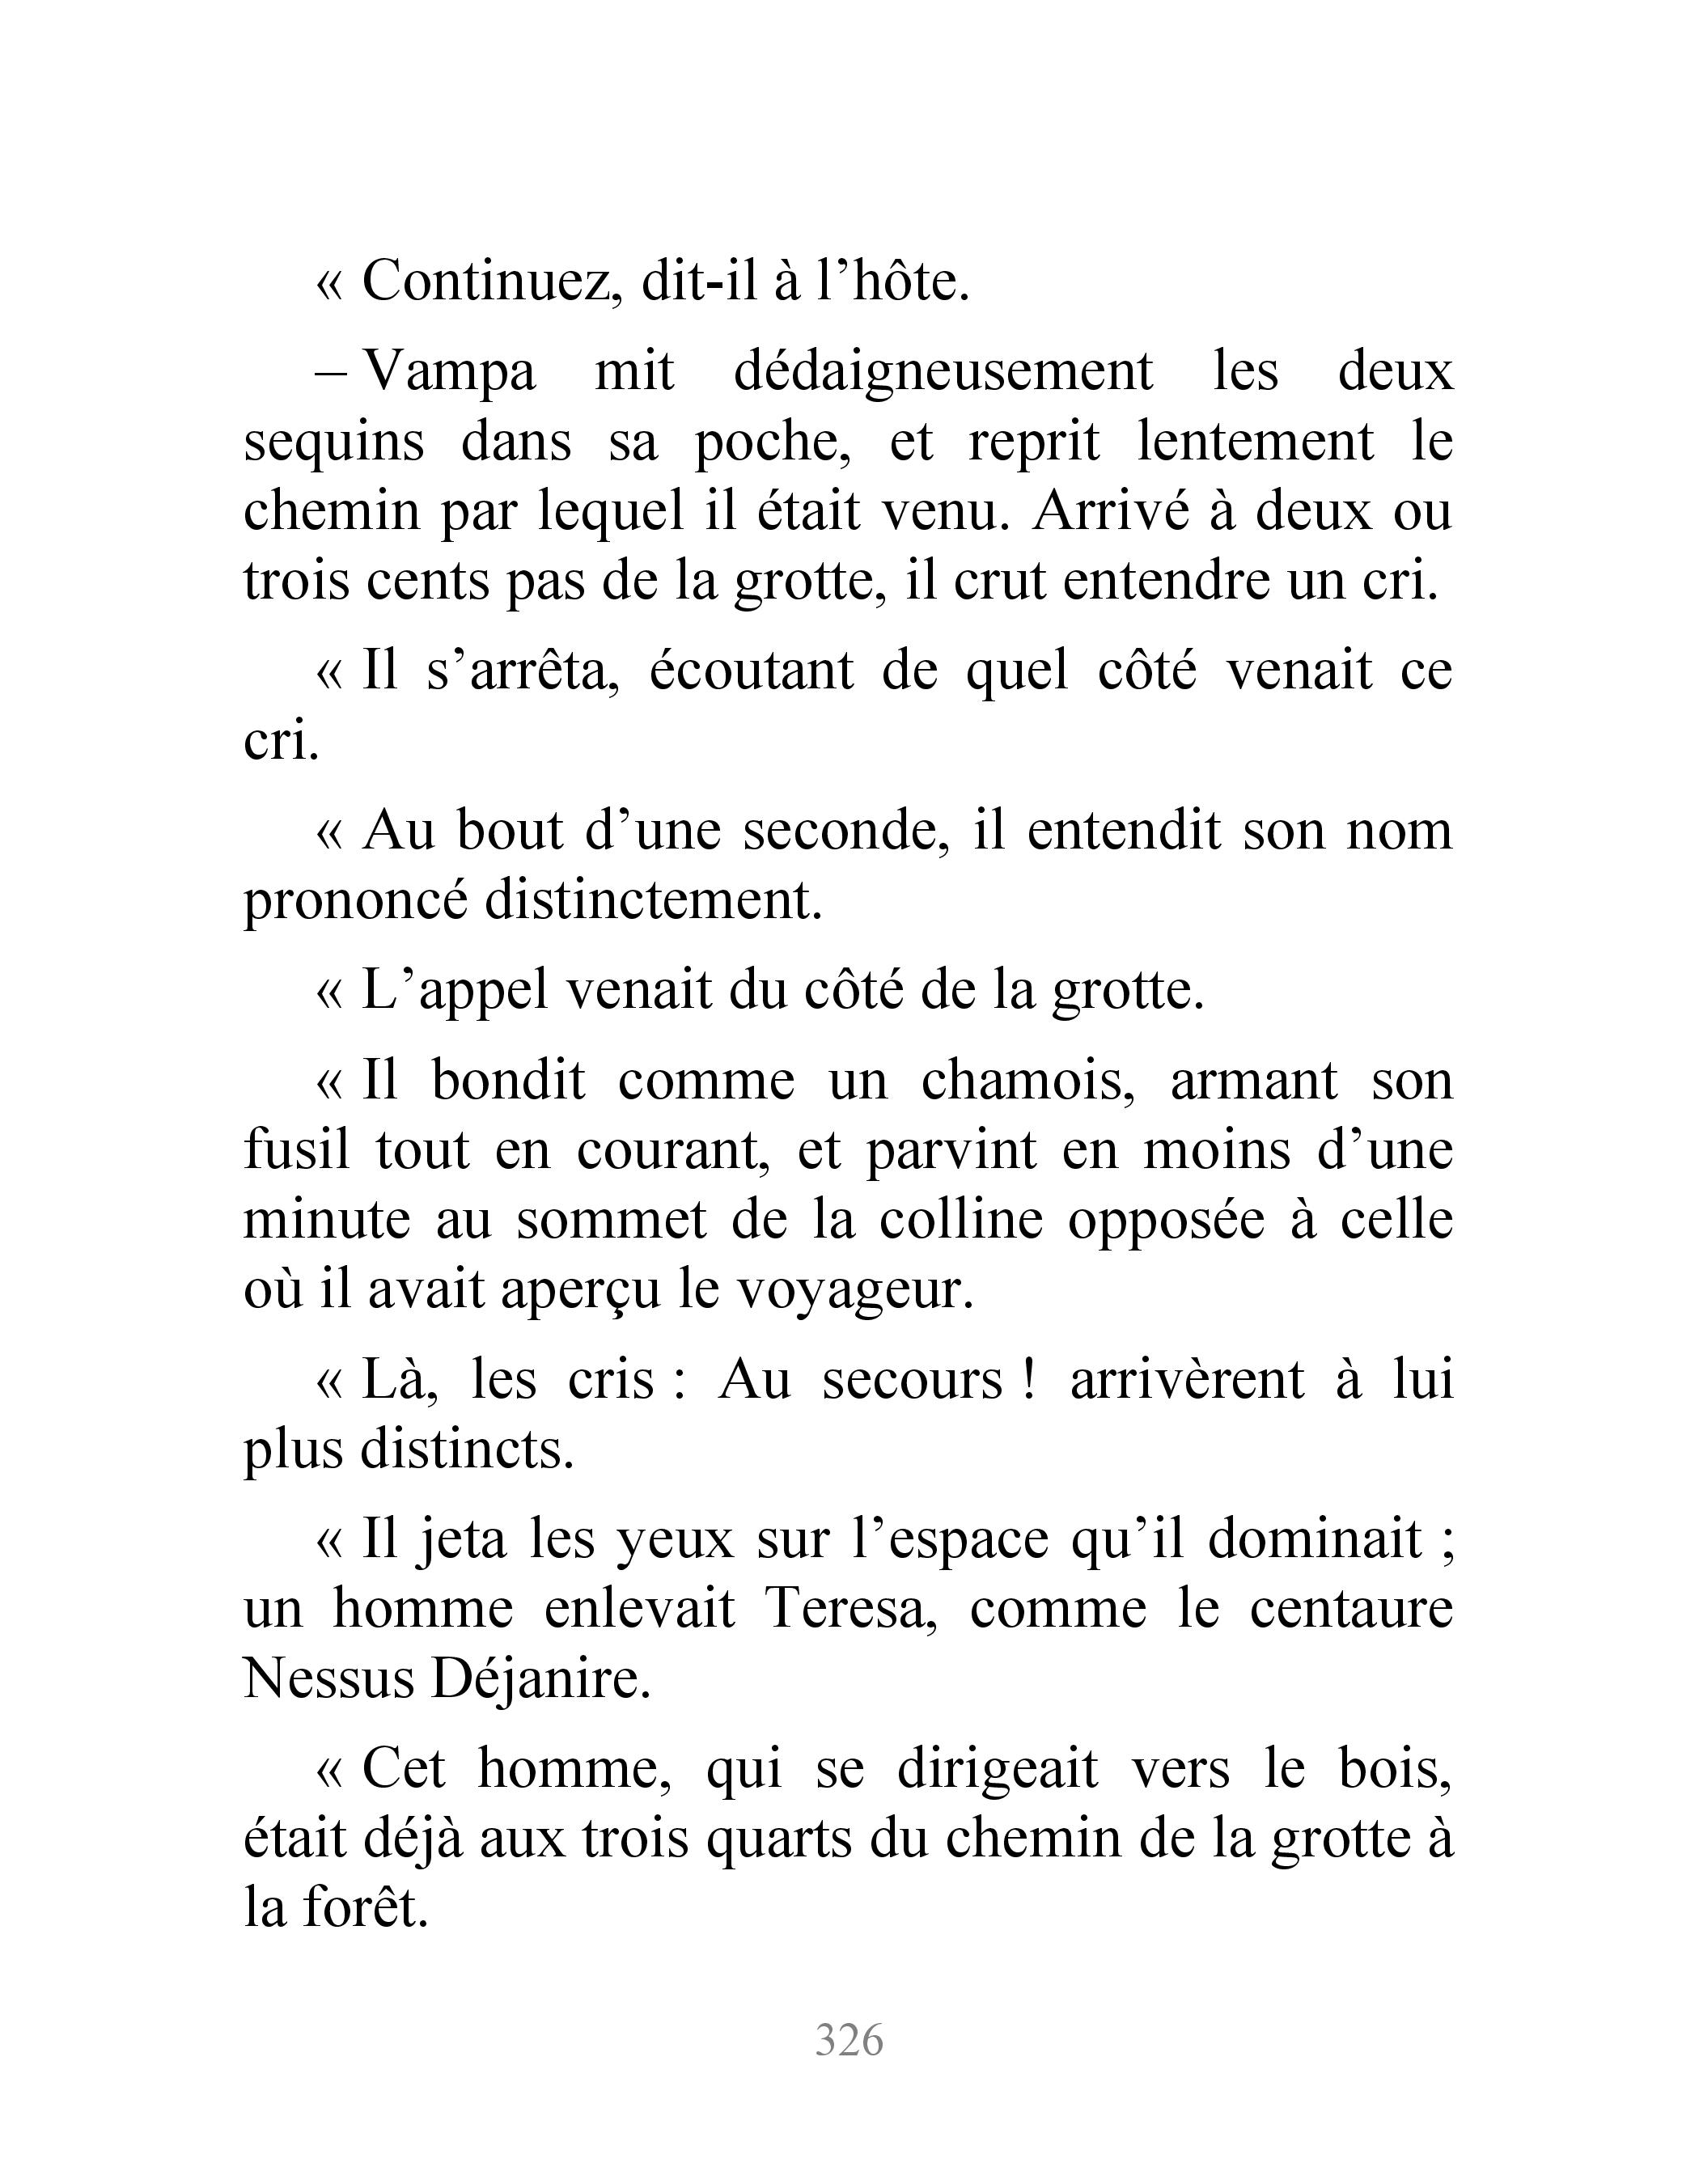 « Continuez, dit-il à l’hôte.
– Vampa mit dédaigneusement les deux
sequins dans sa poche, et reprit lentement le
chemin par lequel il était venu. Arrivé à deux ou
trois cents pas de la grotte, il crut entendre un cri.
« Il s’arrêta, écoutant de quel côté venait ce
cri.
« Au bout d’une seconde, il entendit son nom
prononcé distinctement.
« L’appel venait du côté de la grotte.
« Il bondit comme un chamois, armant son
fusil tout en courant, et parvint en moins d’une
minute au sommet de la colline opposée à celle
où il avait aperçu le voyageur.
« Là, les cris : Au secours ! arrivèrent à lui
plus distincts.
« Il jeta les yeux sur l’espace qu’il dominait ;
un homme enlevait Teresa, comme le centaure
Nessus Déjanire.
« Cet homme, qui se dirigeait vers le bois,
était déjà aux trois quarts du chemin de la grotte à
la forêt.
326